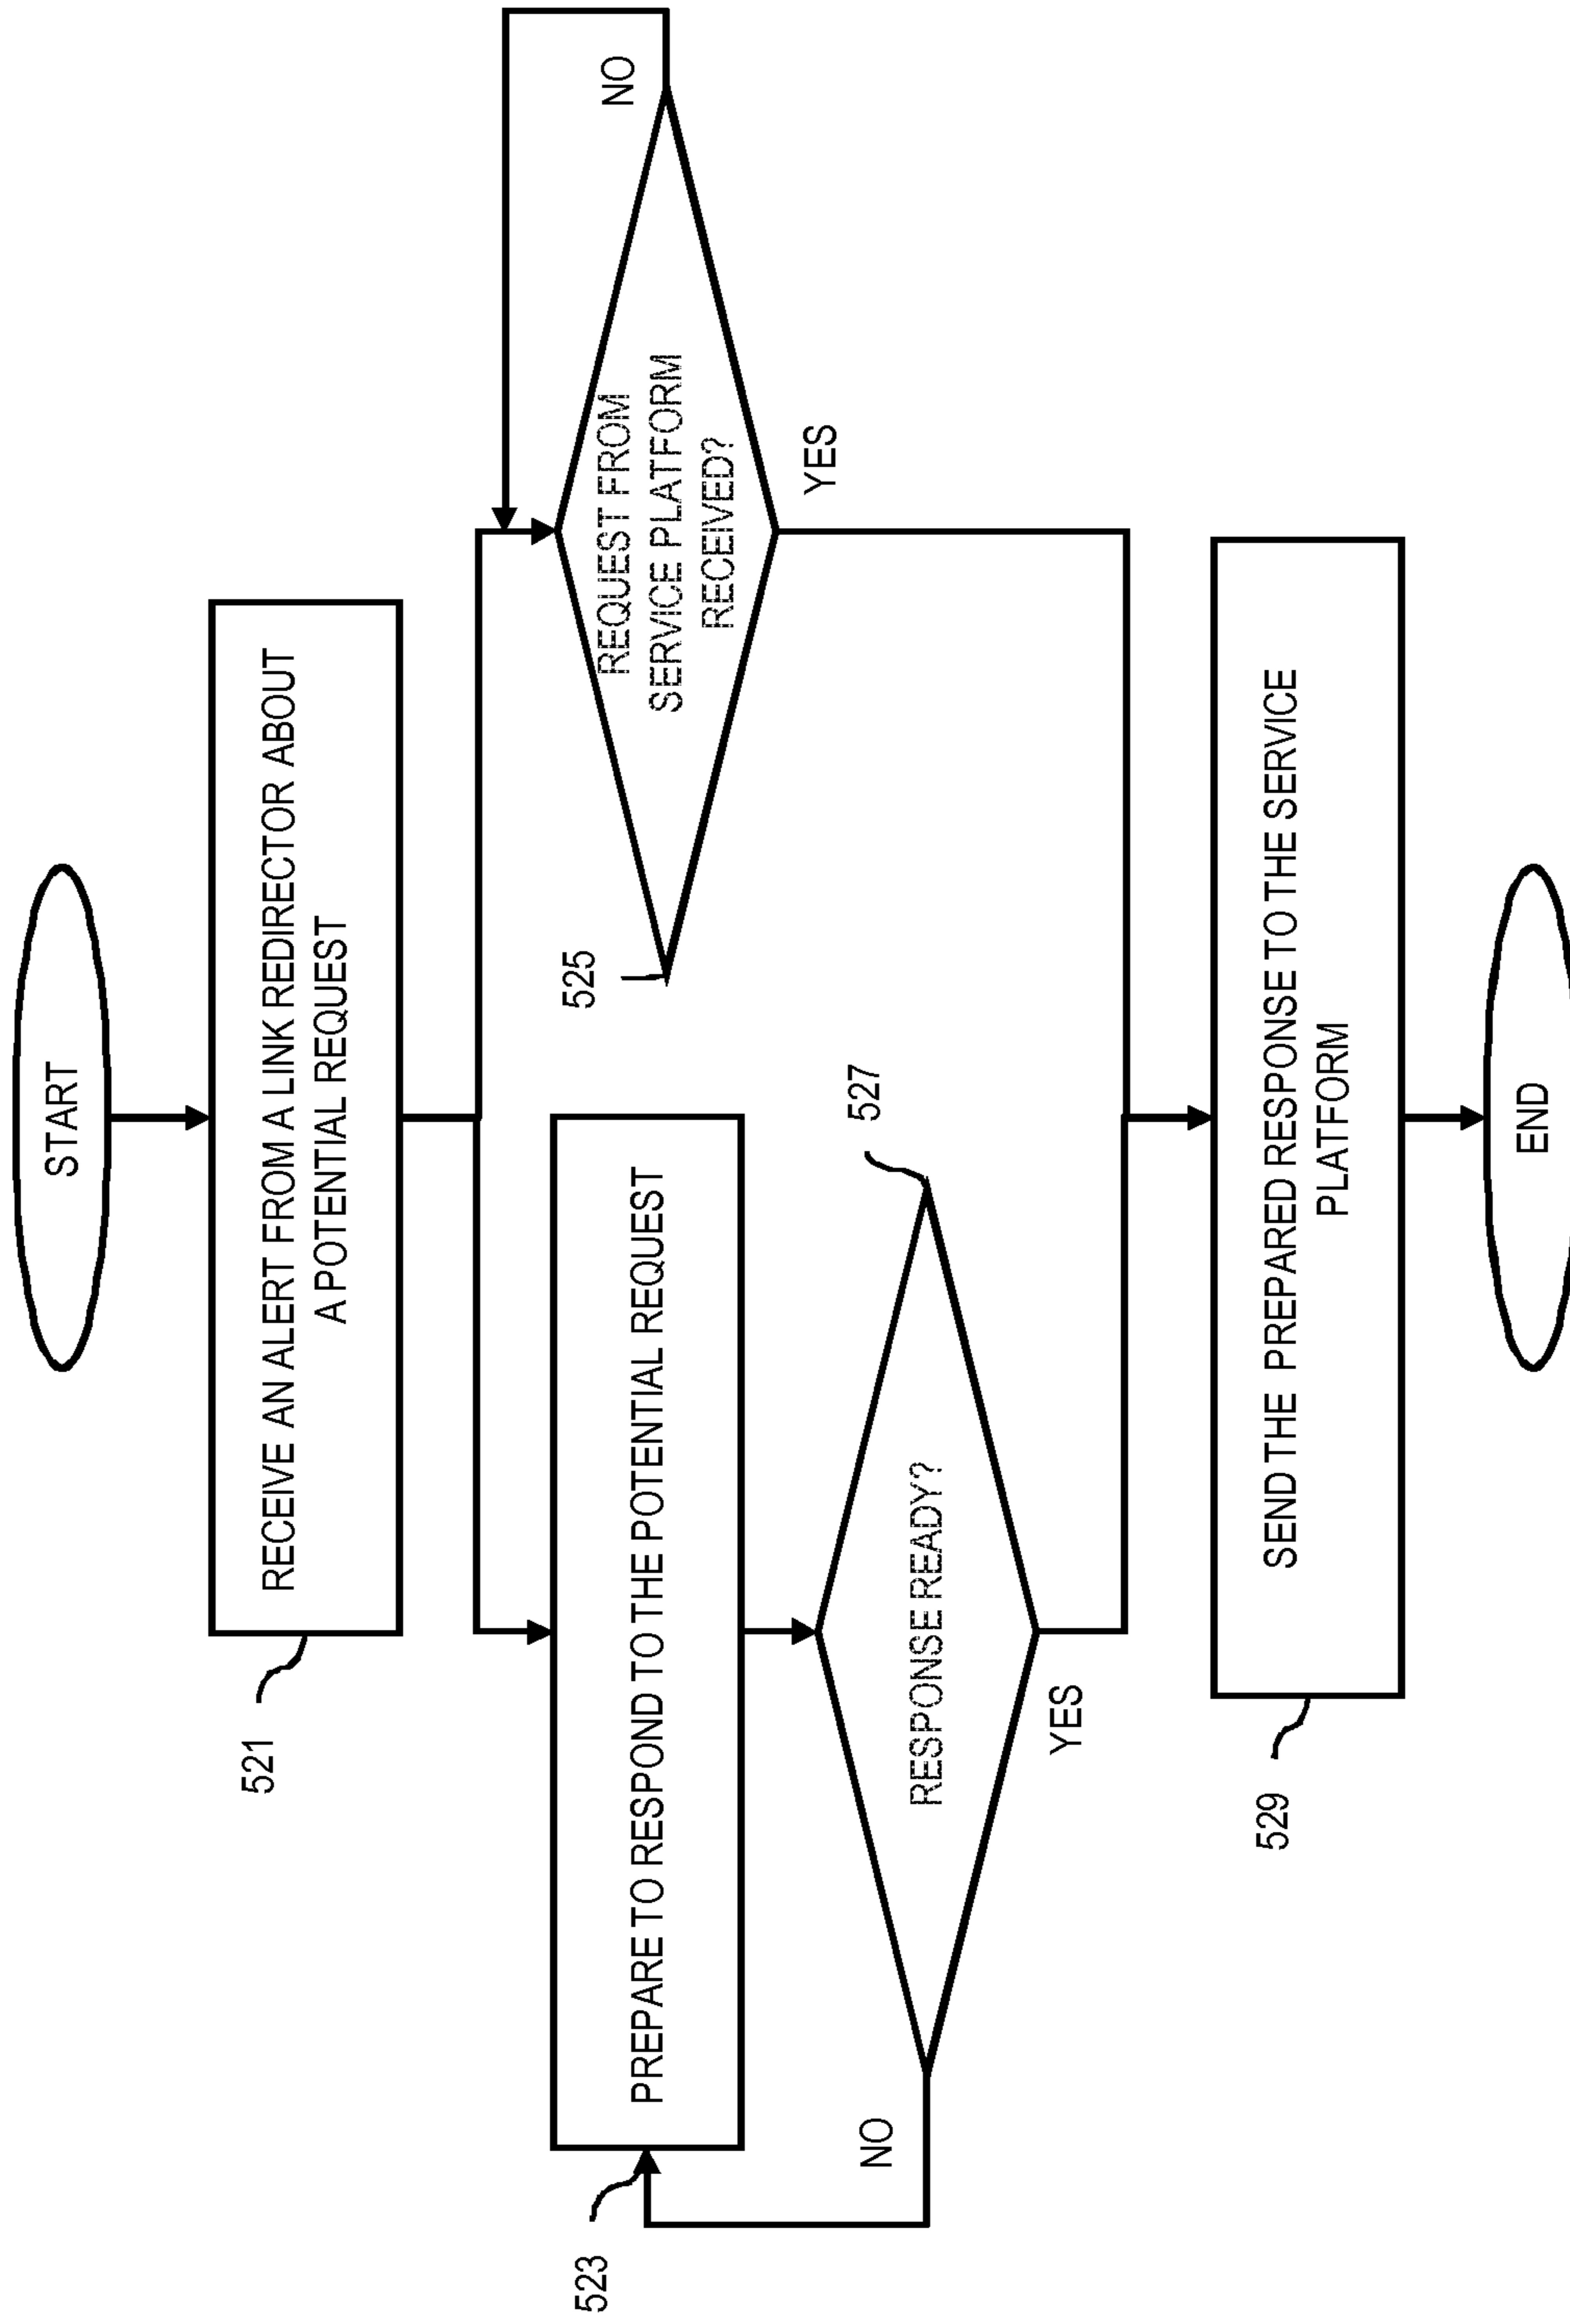 START
RECEIVE AN ALERT FROM A LINK REDIRECTOR ABOUT
A POTENTIAL REQUEST
521
PREPARE TO RESPOND TO THE POTENTIAL REQUEST
523
REQUEST FROM
SERVICE PLATFORM
RECEIVED?
525
NO
YES
RESPONSE READY?
527
NO
YES
SEND THE PREPARED RESPONSE TO THE SERVICE
PLATFORM
529
END